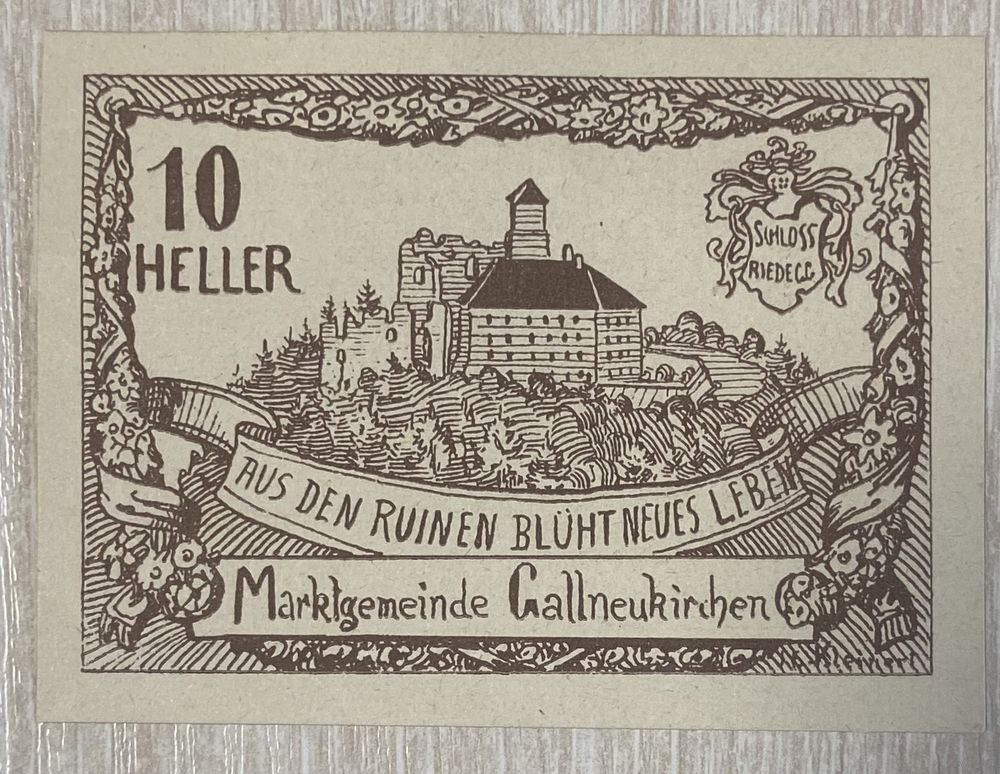 10
HELLER
SCHLOSS
RIEDEGG
AUS DEN RUINEN BLÜHT NEUES LEBEN
Marktgemeinde Gallneukirchen